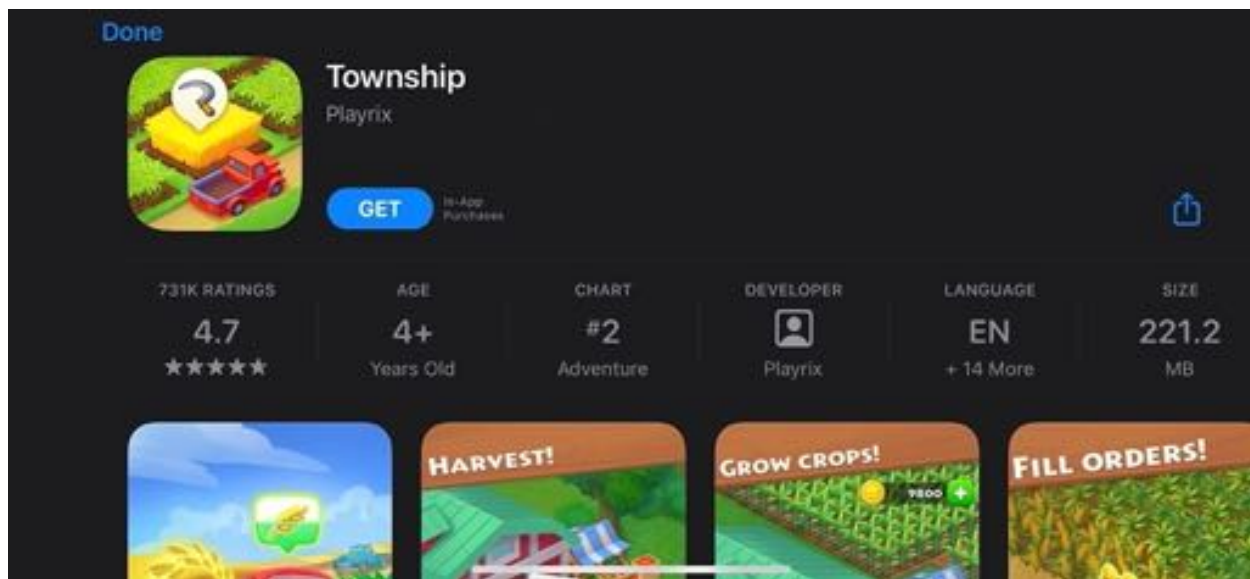 Done
Township
Playrix
GET
In-App
Purchases
731K RATINGS
4.7
AGE
4+
Years Old
CHART
#2
Adventure
DEVELOPER
Playrix
LANGUAGE
EN
+ 14 More
SIZE
221.2
MB
HARVEST!
GROW CROPS!
9800
FILL ORDERS!